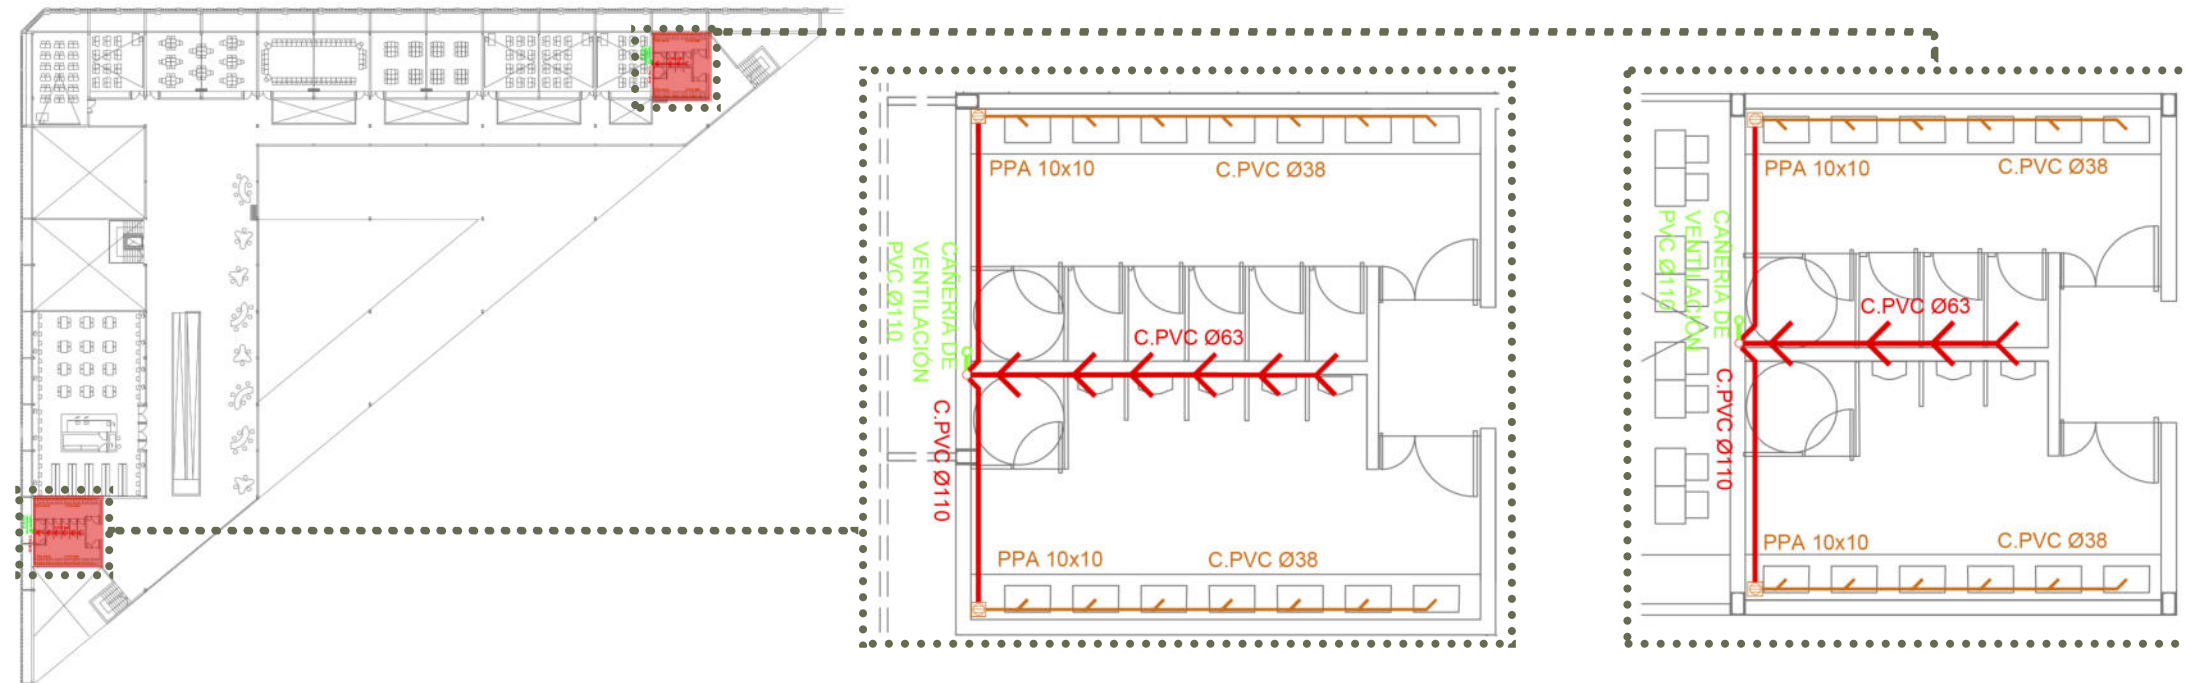 PPA 10x10
C.PVC Ø38
CAÑERIA DE
VENTILACIÓN
PVC Ø110
C.PVC Ø63
C.PVC Ø110
PPA 10x10
C.PVC Ø38
PPA 10x10
C.PVC Ø38
CAÑERIA DE
VENTILACIÓN
PVC Ø110
C.PVC Ø63
C.PVC Ø110
PPA 10x10
C.PVC Ø38